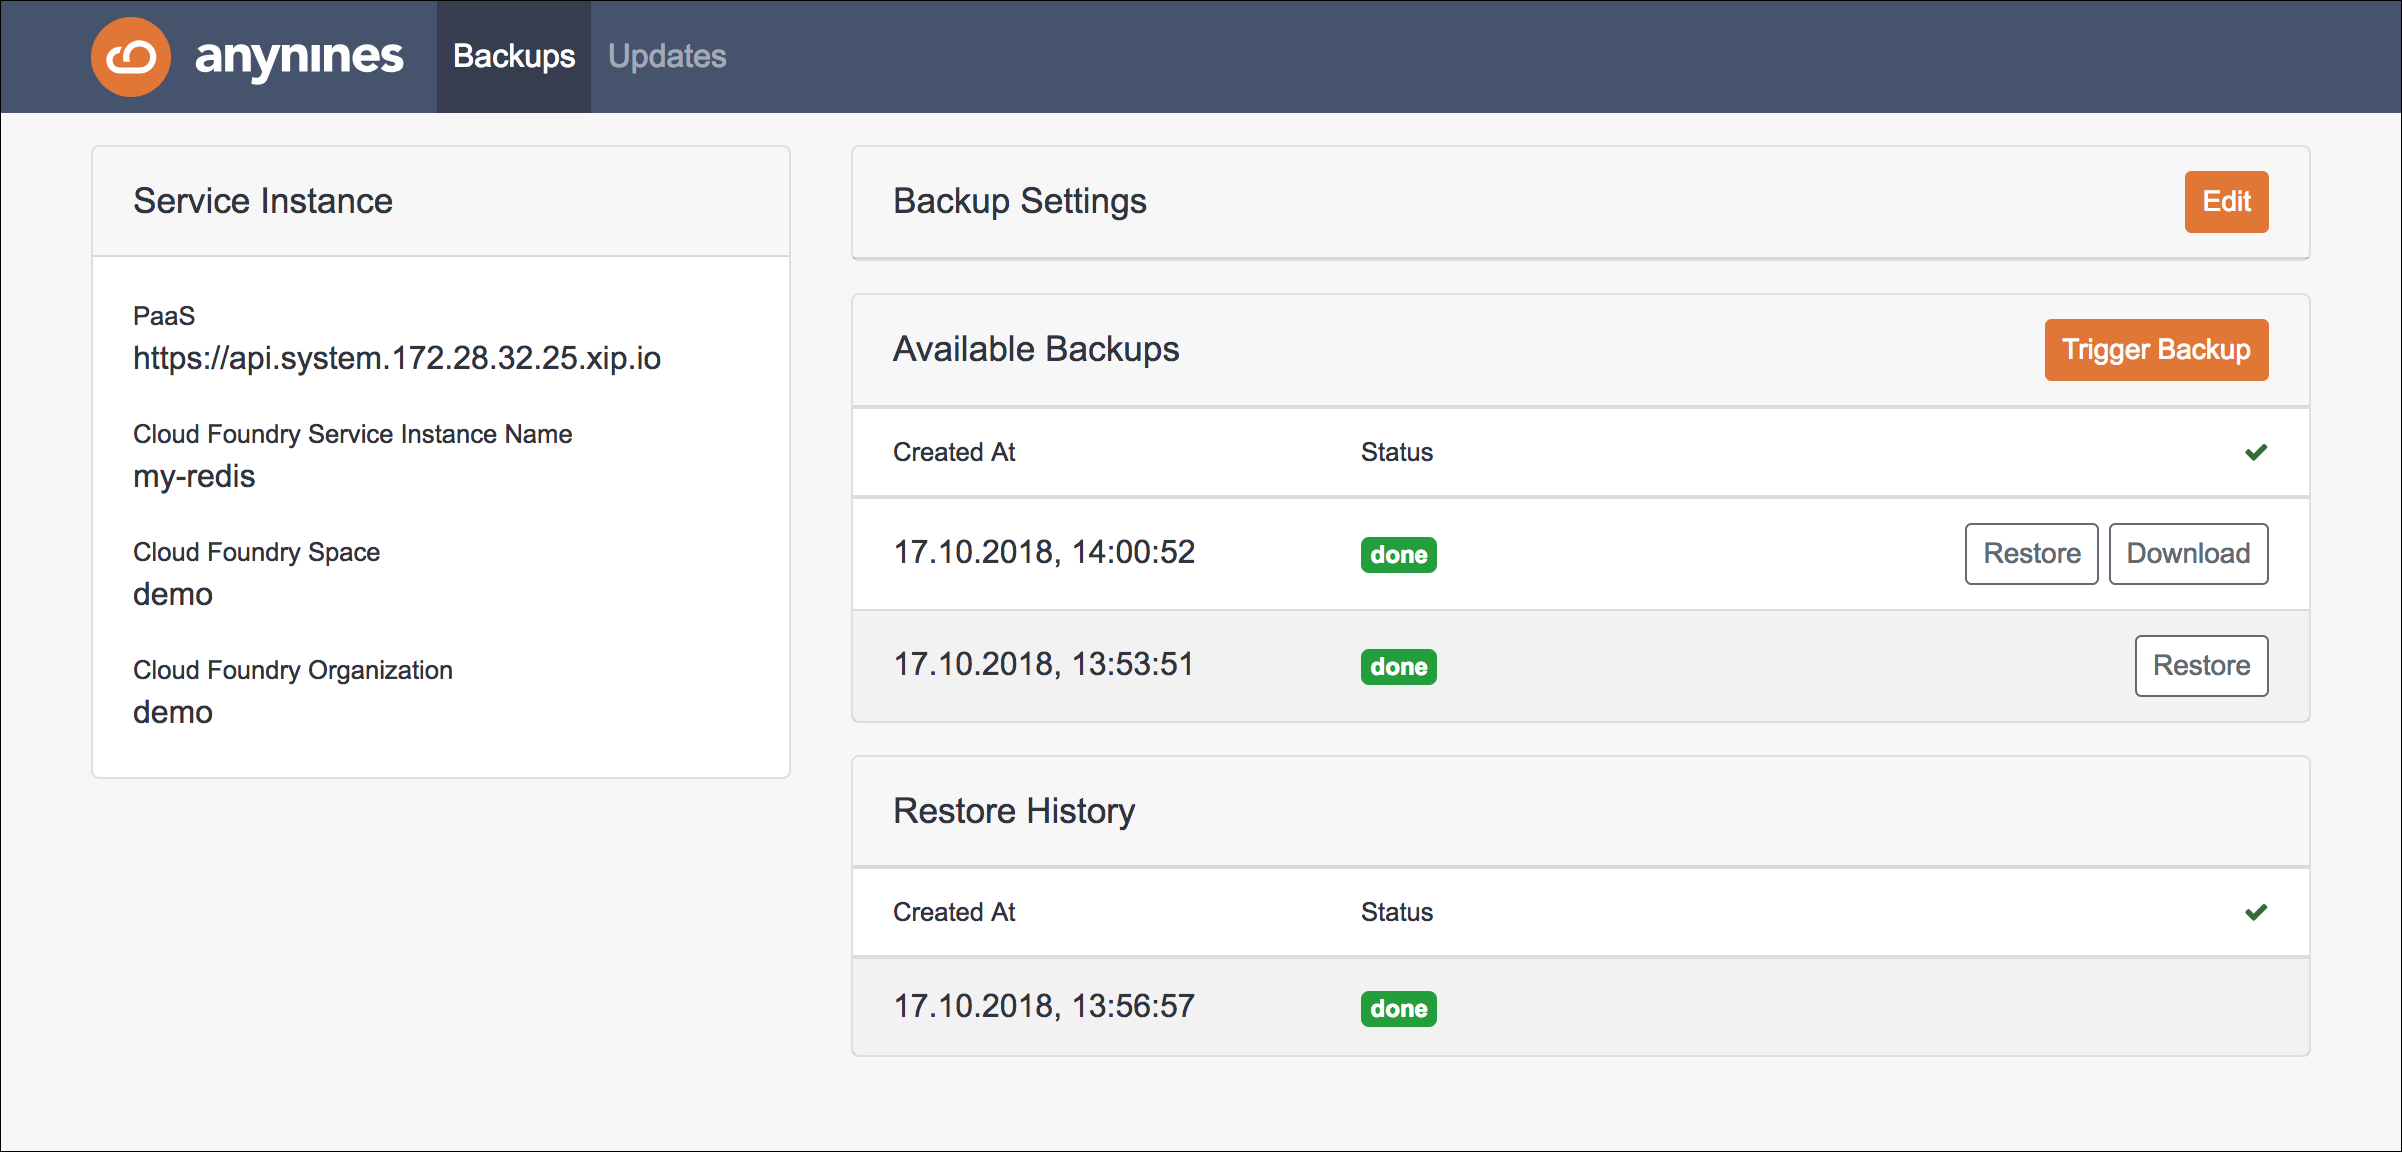 anynines Backups Updates
Service Instance
PaaS
https://api.system.172.28.32.25.xip.io
Cloud Foundry Service Instance Name
my-redis
Cloud Foundry Space
demo
Cloud Foundry Organization
demo
Backup Settings Edit
Available Backups Trigger Backup
Created At Status
17.10.2018, 14:00:52 done Restore Download
17.10.2018, 13:53:51 done Restore
Restore History
Created At Status
17.10.2018, 13:56:57 done